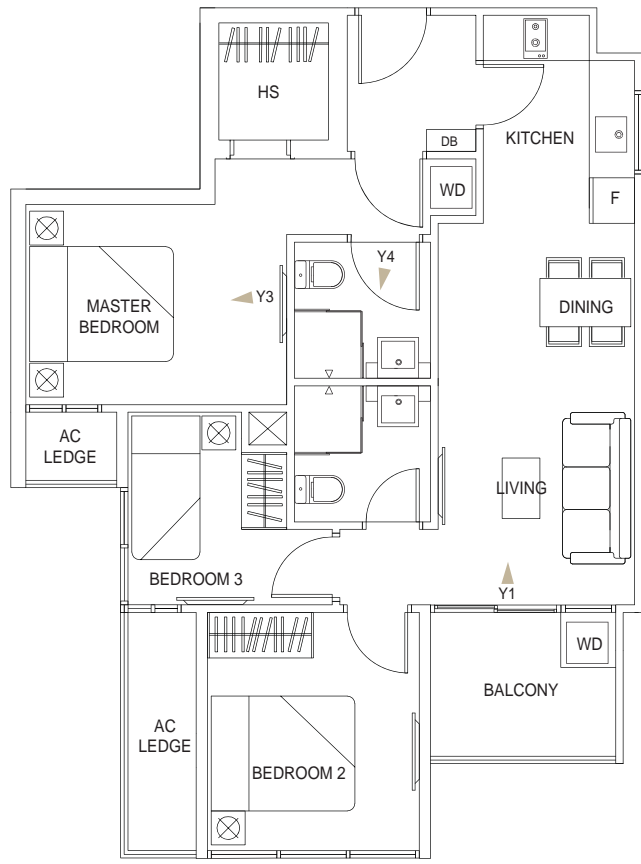 HS
DB
KITCHEN
WD
F
Y4
Y3
MASTER
BEDROOM
DINING
AC
LEDGE
LIVING
BEDROOM 3
Y1
WD
BALCONY
AC
LEDGE
BEDROOM 2